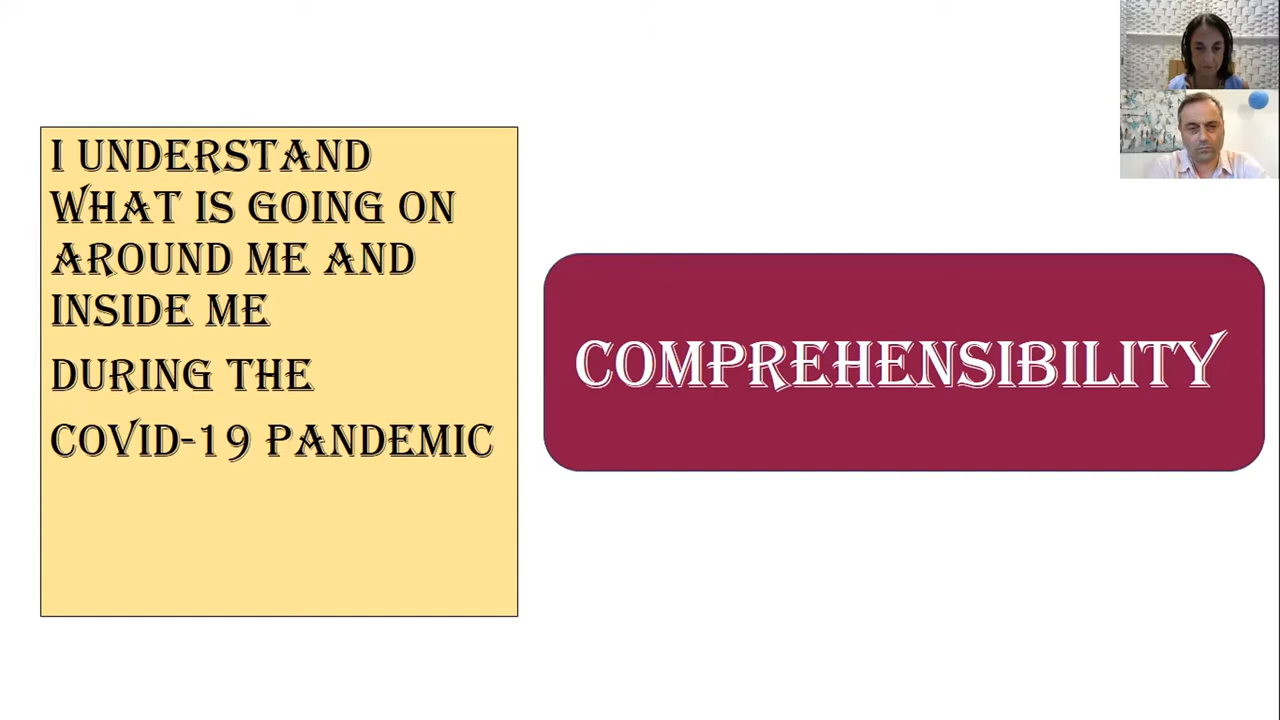 I UNDERSTAND
WHAT IS GOING ON
AROUND ME AND
INSIDE ME
DURING THE
COVID-19 PANDEMIC
COMPREHENSIBILITY